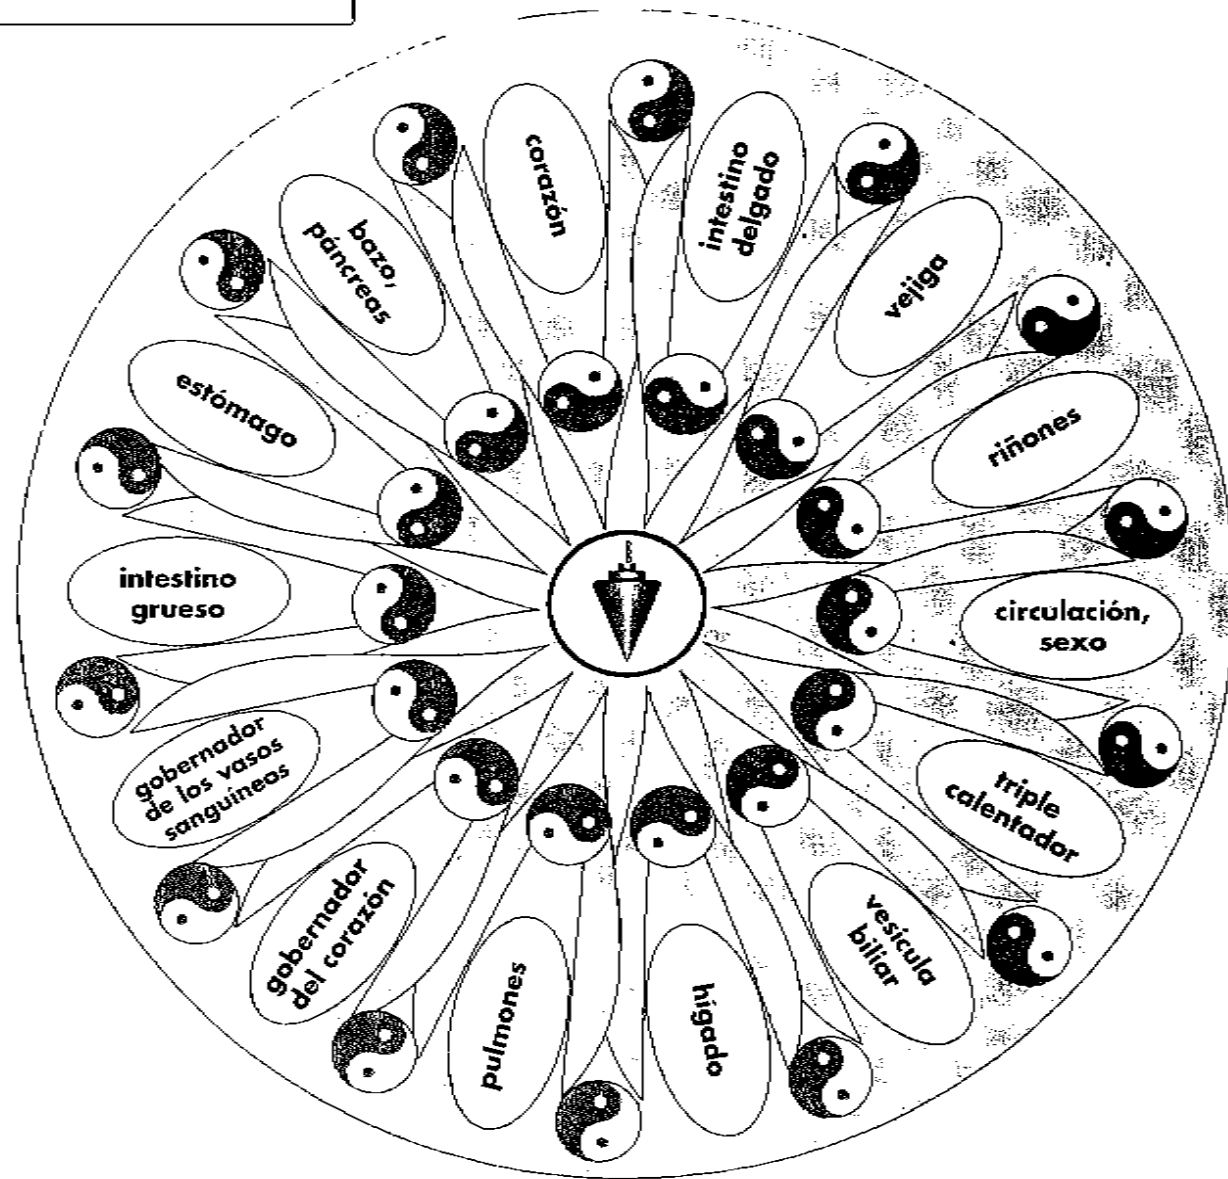 corazón
intestino
delgado
vejiga
riñones
circulación,
sexo
triple
calentador
vesícula
biliar
hígado
pulmones
gobernador
del corazón
gobernador
de los vasos
sanguíneos
intestino
grueso
estómago
bazo,
páncreas